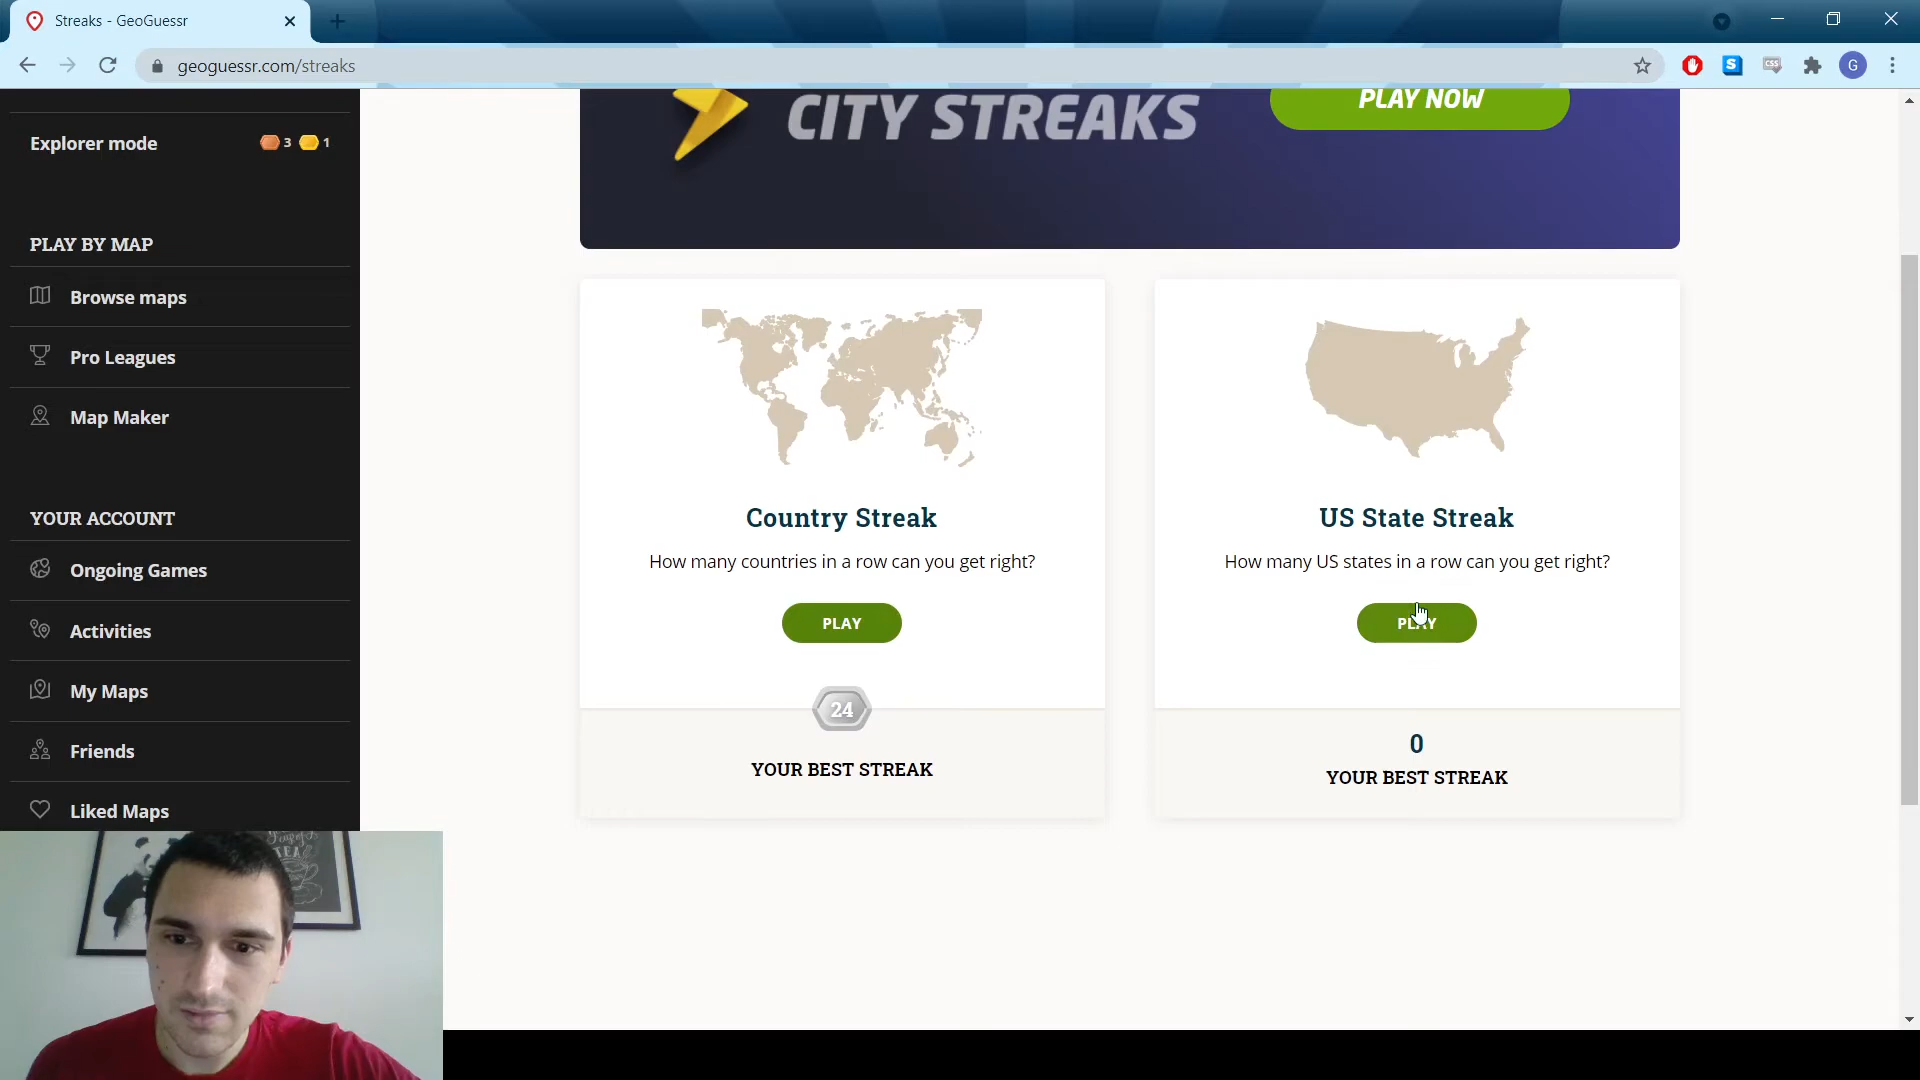 Streaks - GeoGuessr
geoguessr.com/streaks
G
Explorer mode
3
1
PLAY BY MAP
Browse maps
Pro Leagues
Map Maker
YOUR ACCOUNT
Ongoing Games
Activities
My Maps
Friends
Liked Maps
CITY STREAKS
PLAY NOW
Country Streak
How many countries in a row can you get right?
PLAY
24
YOUR BEST STREAK
US State Streak
How many US states in a row can you get right?
PLAY
0
YOUR BEST STREAK
TEA